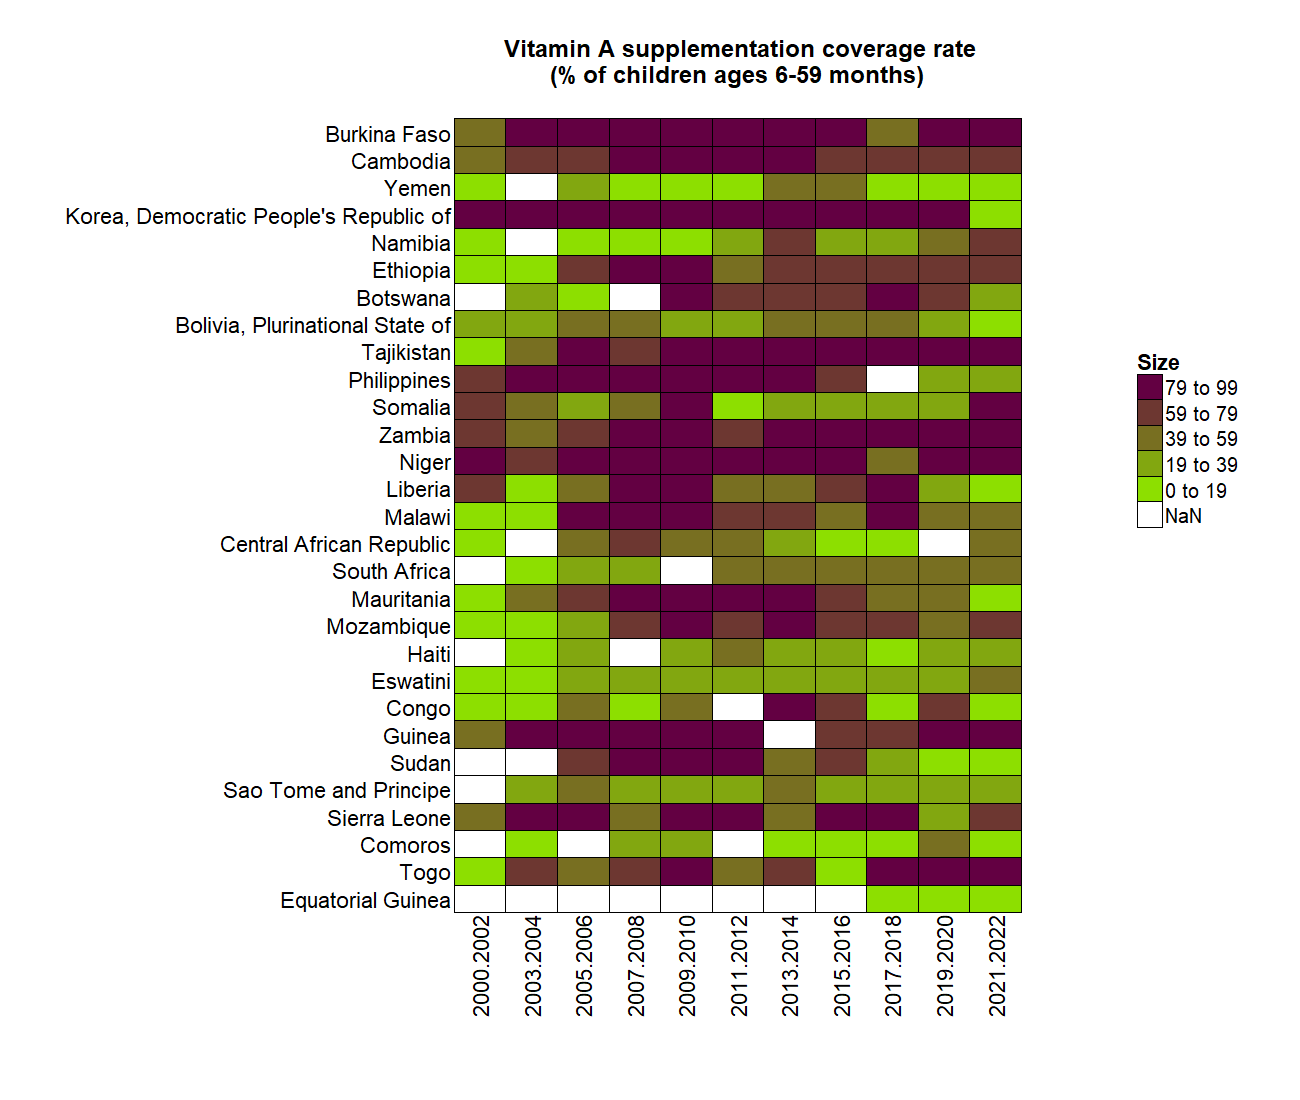 Vitamin A supplementation coverage rate
(% of children ages 6-59 months)
Burkina Faso
Cambodia
Yemen
Korea, Democratic People's Republic of
Namibia
Ethiopia
Botswana
Bolivia, Plurinational State of
Tajikistan
Philippines
Somalia
Zambia
Niger
Liberia
Malawi
Central African Republic
South Africa
Mauritania
Mozambique
Haiti
Eswatini
Congo
Guinea
Sudan
Sao Tome and Principe
Sierra Leone
Comoros
Togo
Equatorial Guinea
2000.2002
2003.2004
2005.2006
2007.2008
2009.2010
2011.2012
2013.2014
2015.2016
2017.2018
2019.2020
2021.2022
Size
79 to 99
59 to 79
39 to 59
19 to 39
0 to 19
NaN